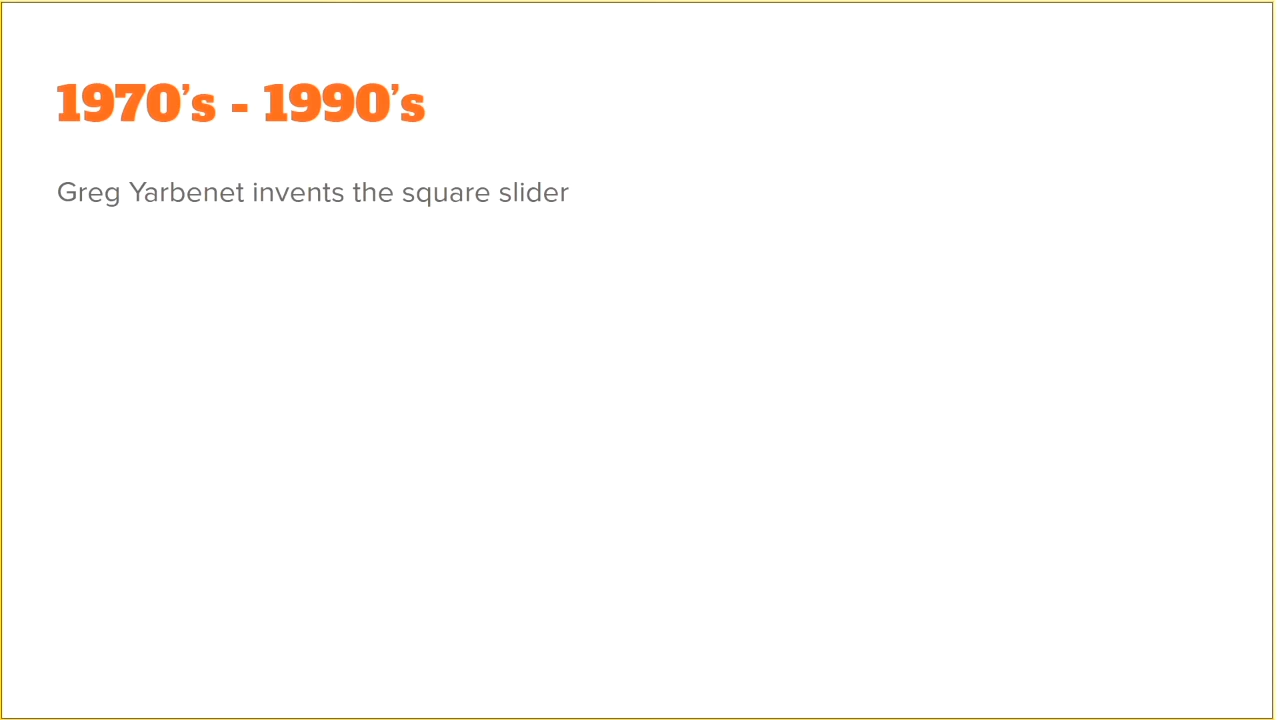 1970’s - 1990’s
Greg Yarbenet invents the square slider